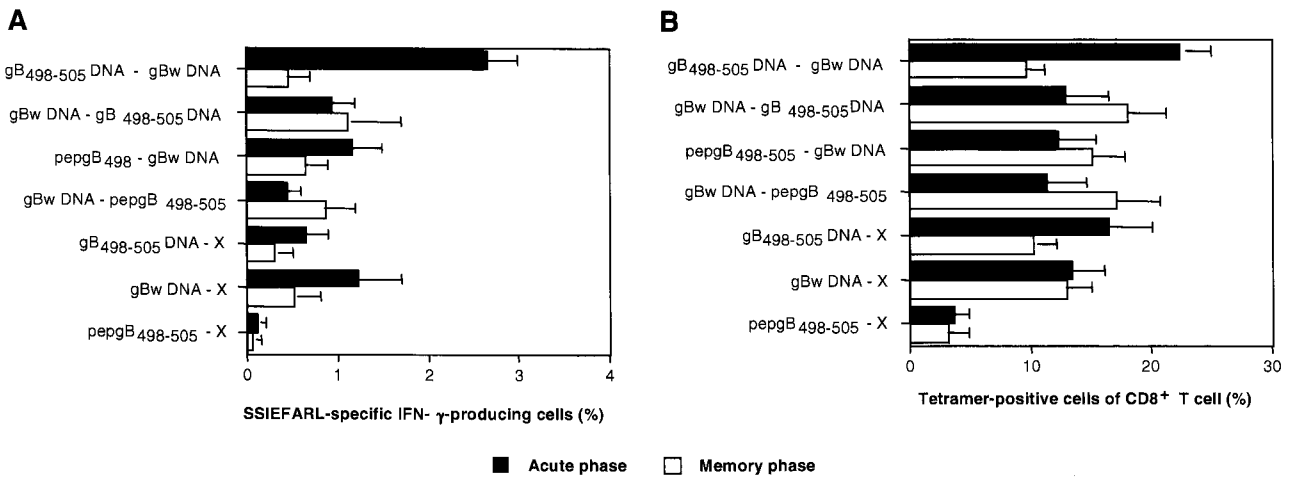 A
gB498-505 DNA - gBw DNA
gBw DNA - gB 498-505 DNA
pepgB498 - gBw DNA
gBw DNA - pepgB 498-505
gB498-505 DNA - X
gBw DNA - X
pepgB498-505 - X
0 1 2 3 4
SSIEFARL-specific IFN- γ-producing cells (%)
B
gB498-505 DNA - gBw DNA
gBw DNA - gB 498-505DNA
pepgB498-505 - gBw DNA
gBw DNA - pepgB 498-505
gB498-505 DNA - X
gBw DNA - X
pepgB498-505 - X
0 10 20 30
Tetramer-positive cells of CD8+ T cell (%)
Acute phase Memory phase